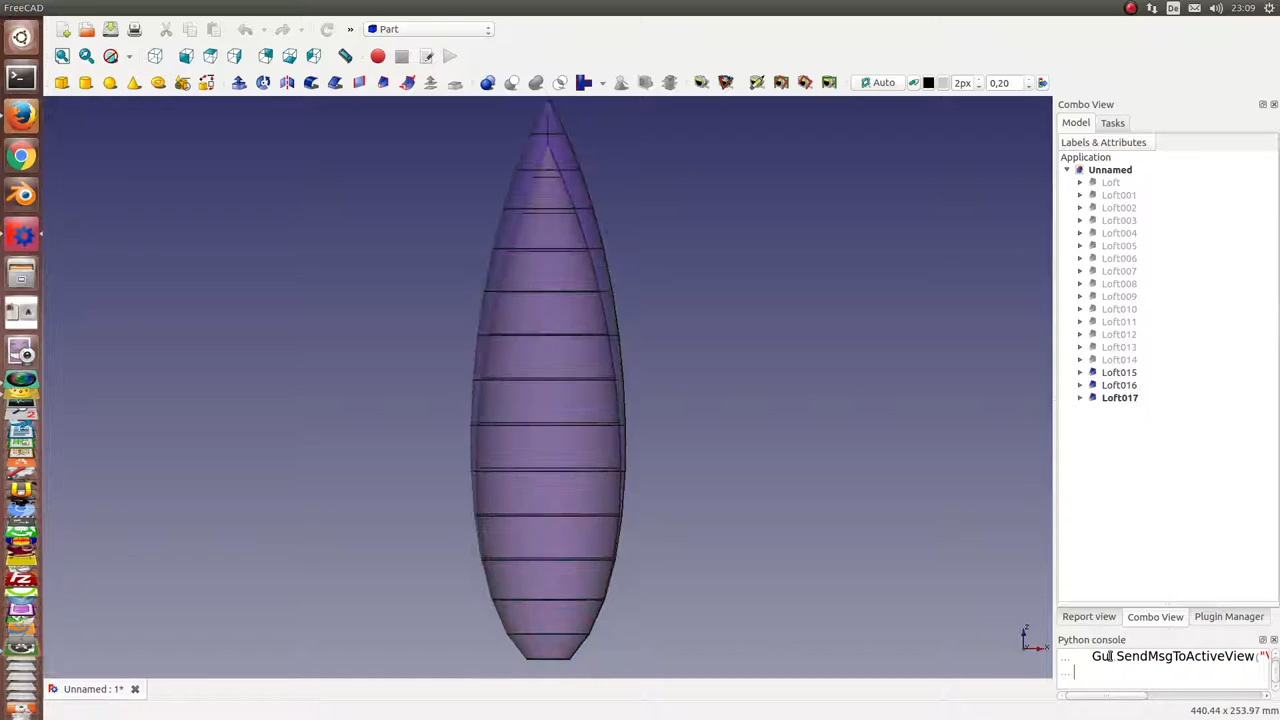 FreeCAD
De
23:09
»
Part
Auto
2px
0,20
Combo View
Model
Tasks
Labels & Attributes
Application
Unnamed
Loft
Loft001
Loft002
Loft003
Loft004
Loft005
Loft006
Loft007
Loft008
Loft009
Loft010
Loft011
Loft012
Loft013
Loft014
Loft015
Loft016
Loft017
Report view
Combo View
Plugin Manager
Python console
... Gui.SendMsgToActiveView("V
...
Unnamed : 1*
440.44 x 253.97 mm